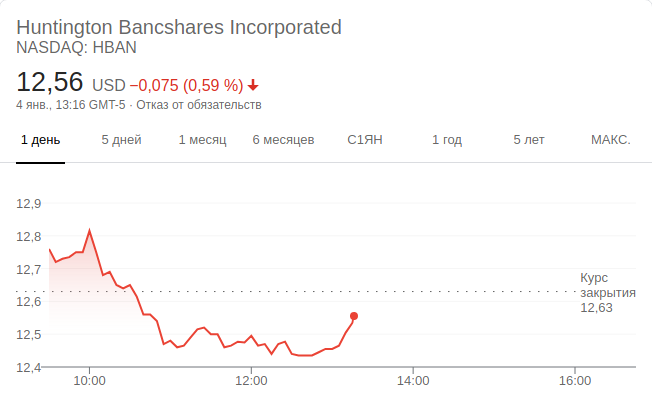 Huntington Bancshares Incorporated
NASDAQ: HBAN
12,56 USD −0,075 (0,59 %)
4 янв., 13:16 GMT-5 · Отказ от обязательств
1 день 5 дней 1 месяц 6 месяцев С1ЯН 1 год 5 лет МАКС.
12,9
12,8
12,7
12,6
12,5
12,4
Курс
закрытия
12,63
10:00 12:00 14:00 16:00